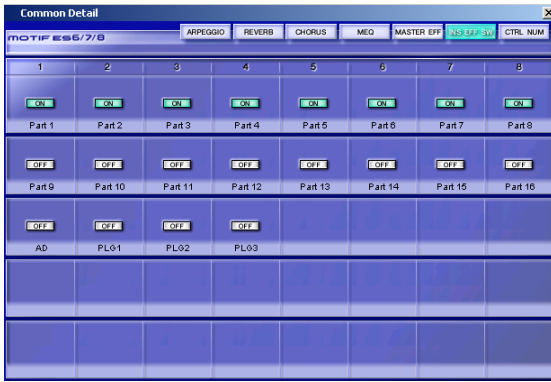 Common Detail
MOTIF ES6/7/8 ARPEGGIO REVERB CHORUS MEQ MASTER EFF INS EFF SW CTRL NUM
1 2 3 4 5 6 7 8
ON ON ON ON ON ON ON ON
Part 1 Part 2 Part 3 Part 4 Part 5 Part 6 Part 7 Part 8
OFF OFF OFF OFF OFF OFF OFF OFF
Part 9 Part 10 Part 11 Part 12 Part 13 Part 14 Part 15 Part 16
OFF OFF OFF OFF
AD PLG1 PLG2 PLG3